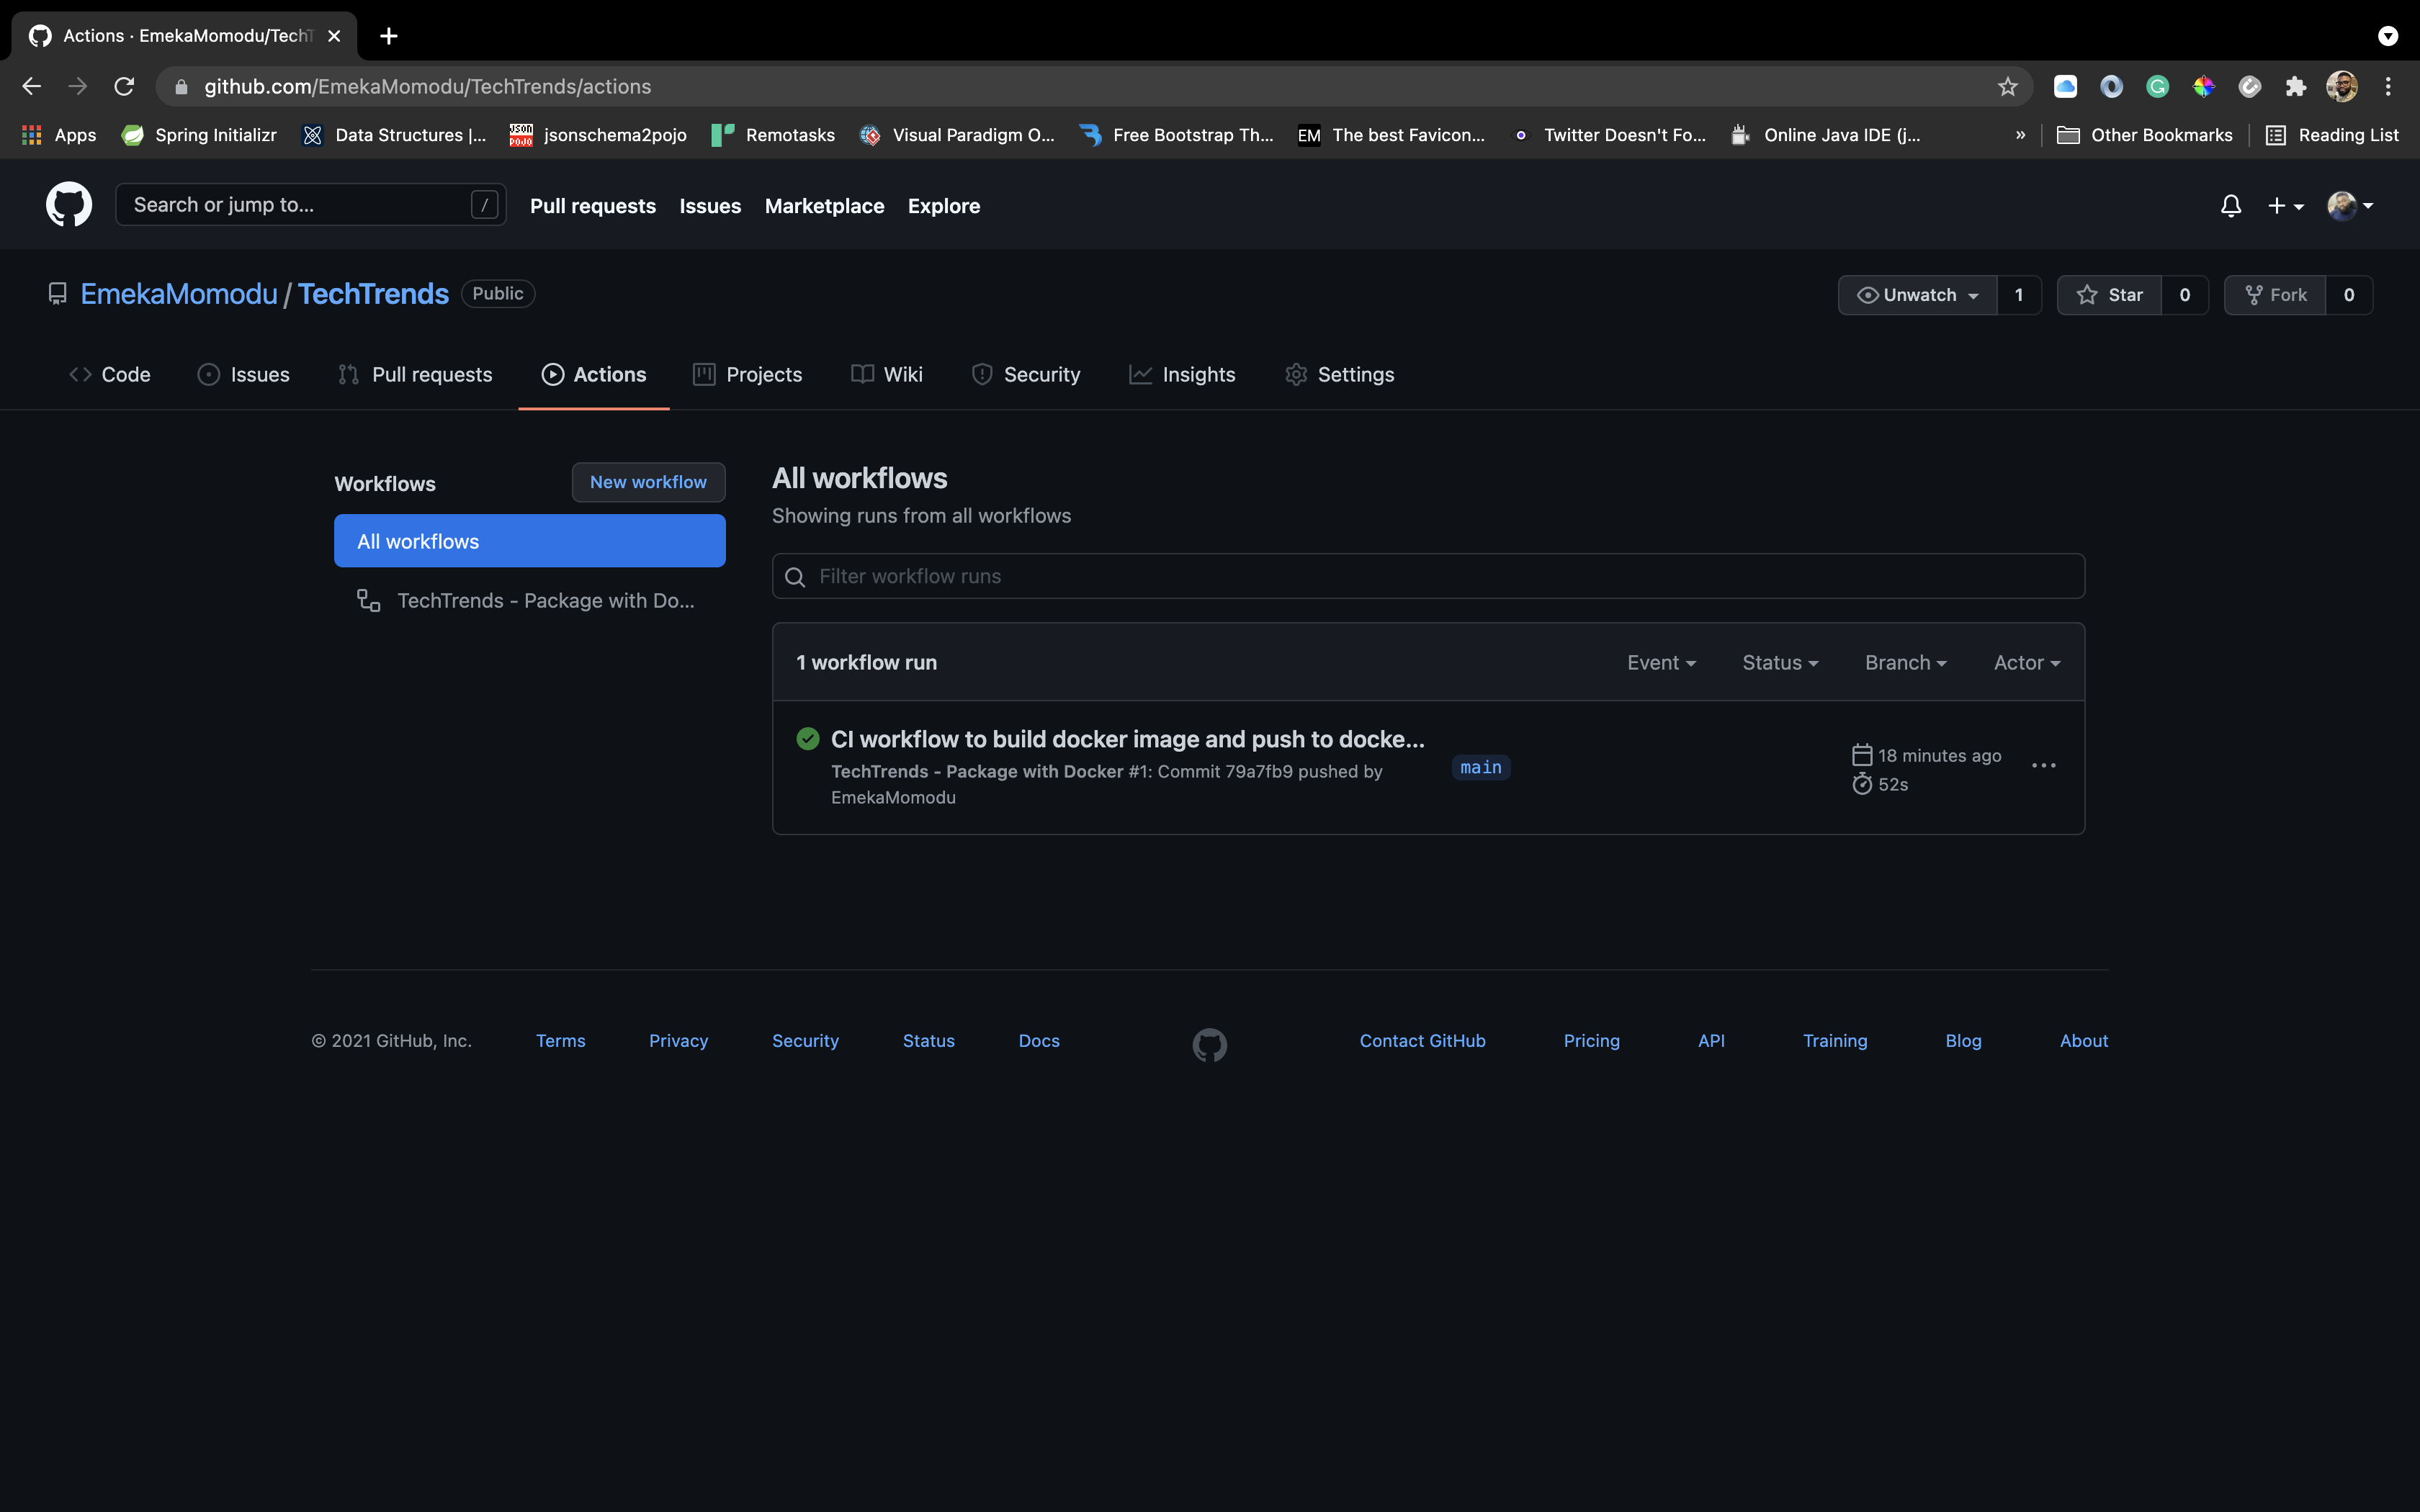 Actions · EmekaMomodu/TechT
github.com/EmekaMomodu/TechTrends/actions
Apps
Spring Initializr
Data Structures |...
JSON
POJO
jsonschema2pojo
Remotasks
Visual Paradigm O...
Free Bootstrap Th...
EM
The best Favicon...
Twitter Doesn't Fo...
Online Java IDE (j...
»
Other Bookmarks
Reading List
Search or jump to...
/
Pull requests
Issues
Marketplace
Explore
EmekaMomodu / TechTrends
Public
Unwatch
1
Star
0
Fork
0
Code
Issues
Pull requests
Actions
Projects
Wiki
Security
Insights
Settings
Workflows
New workflow
All workflows
TechTrends - Package with Do...
All workflows
Showing runs from all workflows
Filter workflow runs
1 workflow run
Event
Status
Branch
Actor
CI workflow to build docker image and push to docke...
TechTrends - Package with Docker #1: Commit 79a7fb9 pushed by
EmekaMomodu
main
18 minutes ago
52s
© 2021 GitHub, Inc.
Terms
Privacy
Security
Status
Docs
Contact GitHub
Pricing
API
Training
Blog
About